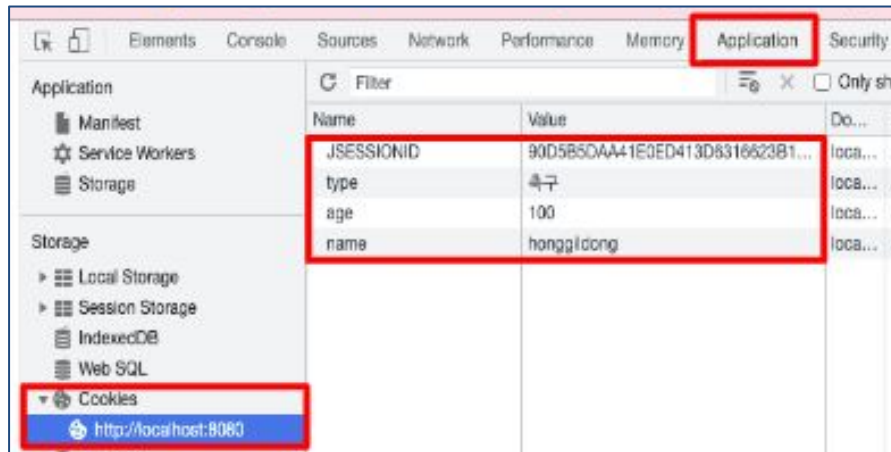 Elements Console Sources Network Performance Memory Application Security
Application
Manifest
Service Workers
Storage
Storage
Local Storage
Session Storage
IndexedDB
Web SQL
Cookies
http://localhost:8080
Filter Only sh
Name Value Do...
JSESSIONID 90D5B5DAA41E0ED413D6316623B1... loca...
type 축구 loca...
age 100 loca...
name honggildong loca...